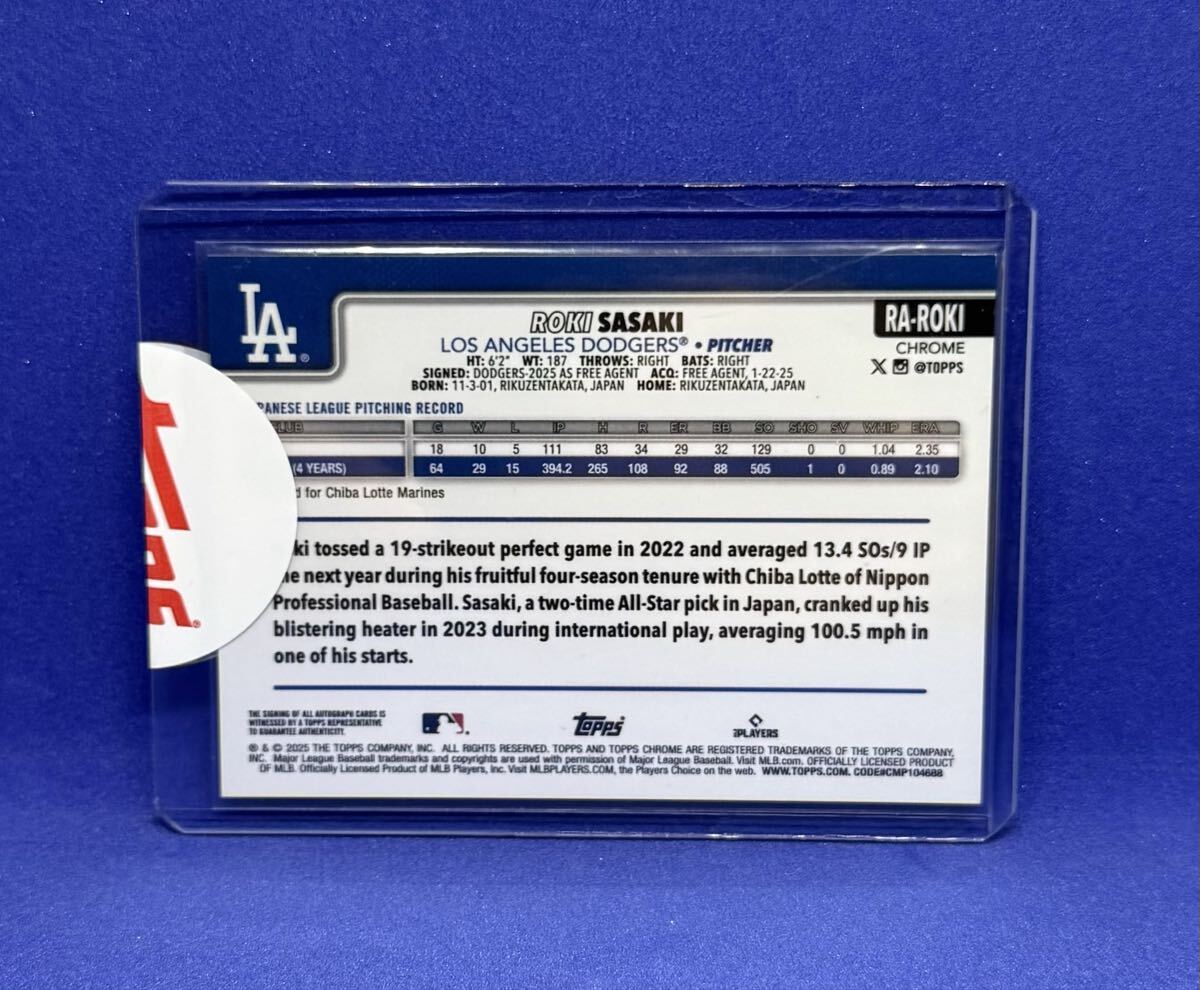 LA®
ROKI SASAKI
RA-ROKI
LOS ANGELES DODGERS® • PITCHER
CHROME
HT: 6'2" WT: 187 THROWS: RIGHT BATS: RIGHT
X @TOPPS
SIGNED: DODGERS-2025 AS FREE AGENT ACQ: FREE AGENT, 1-22-25
BORN: 11-3-01, RIKUZENTAKATA, JAPAN HOME: RIKUZENTAKATA, JAPAN
PANESE LEAGUE PITCHING RECORD
CLUB G W L IP H R ER BB SO SHO SV WHIP ERA
18 10 5 111 83 34 29 32 129 0 0 1.04 2.35
(4 YEARS) 64 29 15 394.2 265 108 92 88 505 1 0 0.89 2.10
d for Chiba Lotte Marines
ki tossed a 19-strikeout perfect game in 2022 and averaged 13.4 SOs/9 IP
he next year during his fruitful four-season tenure with Chiba Lotte of Nippon
Professional Baseball. Sasaki, a two-time All-Star pick in Japan, cranked up his
blistering heater in 2023 during international play, averaging 100.5 mph in
one of his starts.
THE SIGNING OF ALL AUTOGRAPH CARDS IS
WITNESSED BY A TOPPS REPRESENTATIVE
TO GUARANTEE AUTHENTICITY.
topps
PLAYERS
® & © 2025 THE TOPPS COMPANY, INC. ALL RIGHTS RESERVED. TOPPS AND TOPPS CHROME ARE REGISTERED TRADEMARKS OF THE TOPPS COMPANY,
INC. Major League Baseball trademarks and copyrights are used with permission of Major League Baseball. Visit MLB.com. OFFICIALLY LICENSED PRODUCT
OF MLB. Officially Licensed Product of MLB Players, Inc. Visit MLBPLAYERS.COM, the Players Choice on the web. WWW.TOPPS.COM. CODE#CMP104688